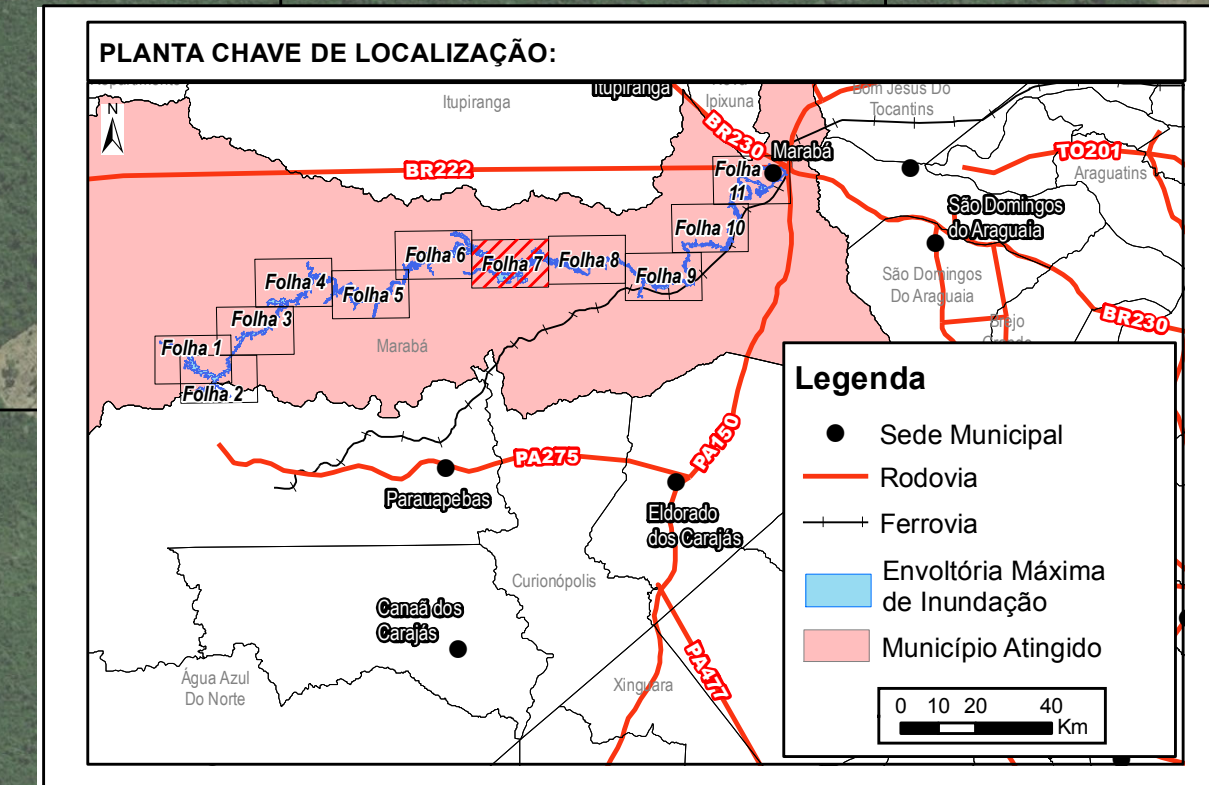 PLANTA CHAVE DE LOCALIZAÇÃO:
N
Itupiranga
Itupiranga
Ipixuna
Bom Jesus Do
Tocantins
BR230
Marabá
TO201
Araguatins
BR222
Folha
11
São Domingos
do Araguaia
Folha 10
Folha 6
Folha 7
Folha 8
Folha 9
Folha 4
Folha 5
São Domingos
Do Araguaia
BR230
Brejo
Grande
Folha 3
Marabá
Folha 1
Folha 2
PA150
PA275
Parauapebas
Eldorado
dos Carajás
Curionópolis
Canaã dos
Carajás
Água Azul
Do Norte
Xinguara
PA477
Legenda
Sede Municipal
Rodovia
Ferrovia
Envoltória Máxima
de Inundação
Município Atingido
0 10 20 40
Km